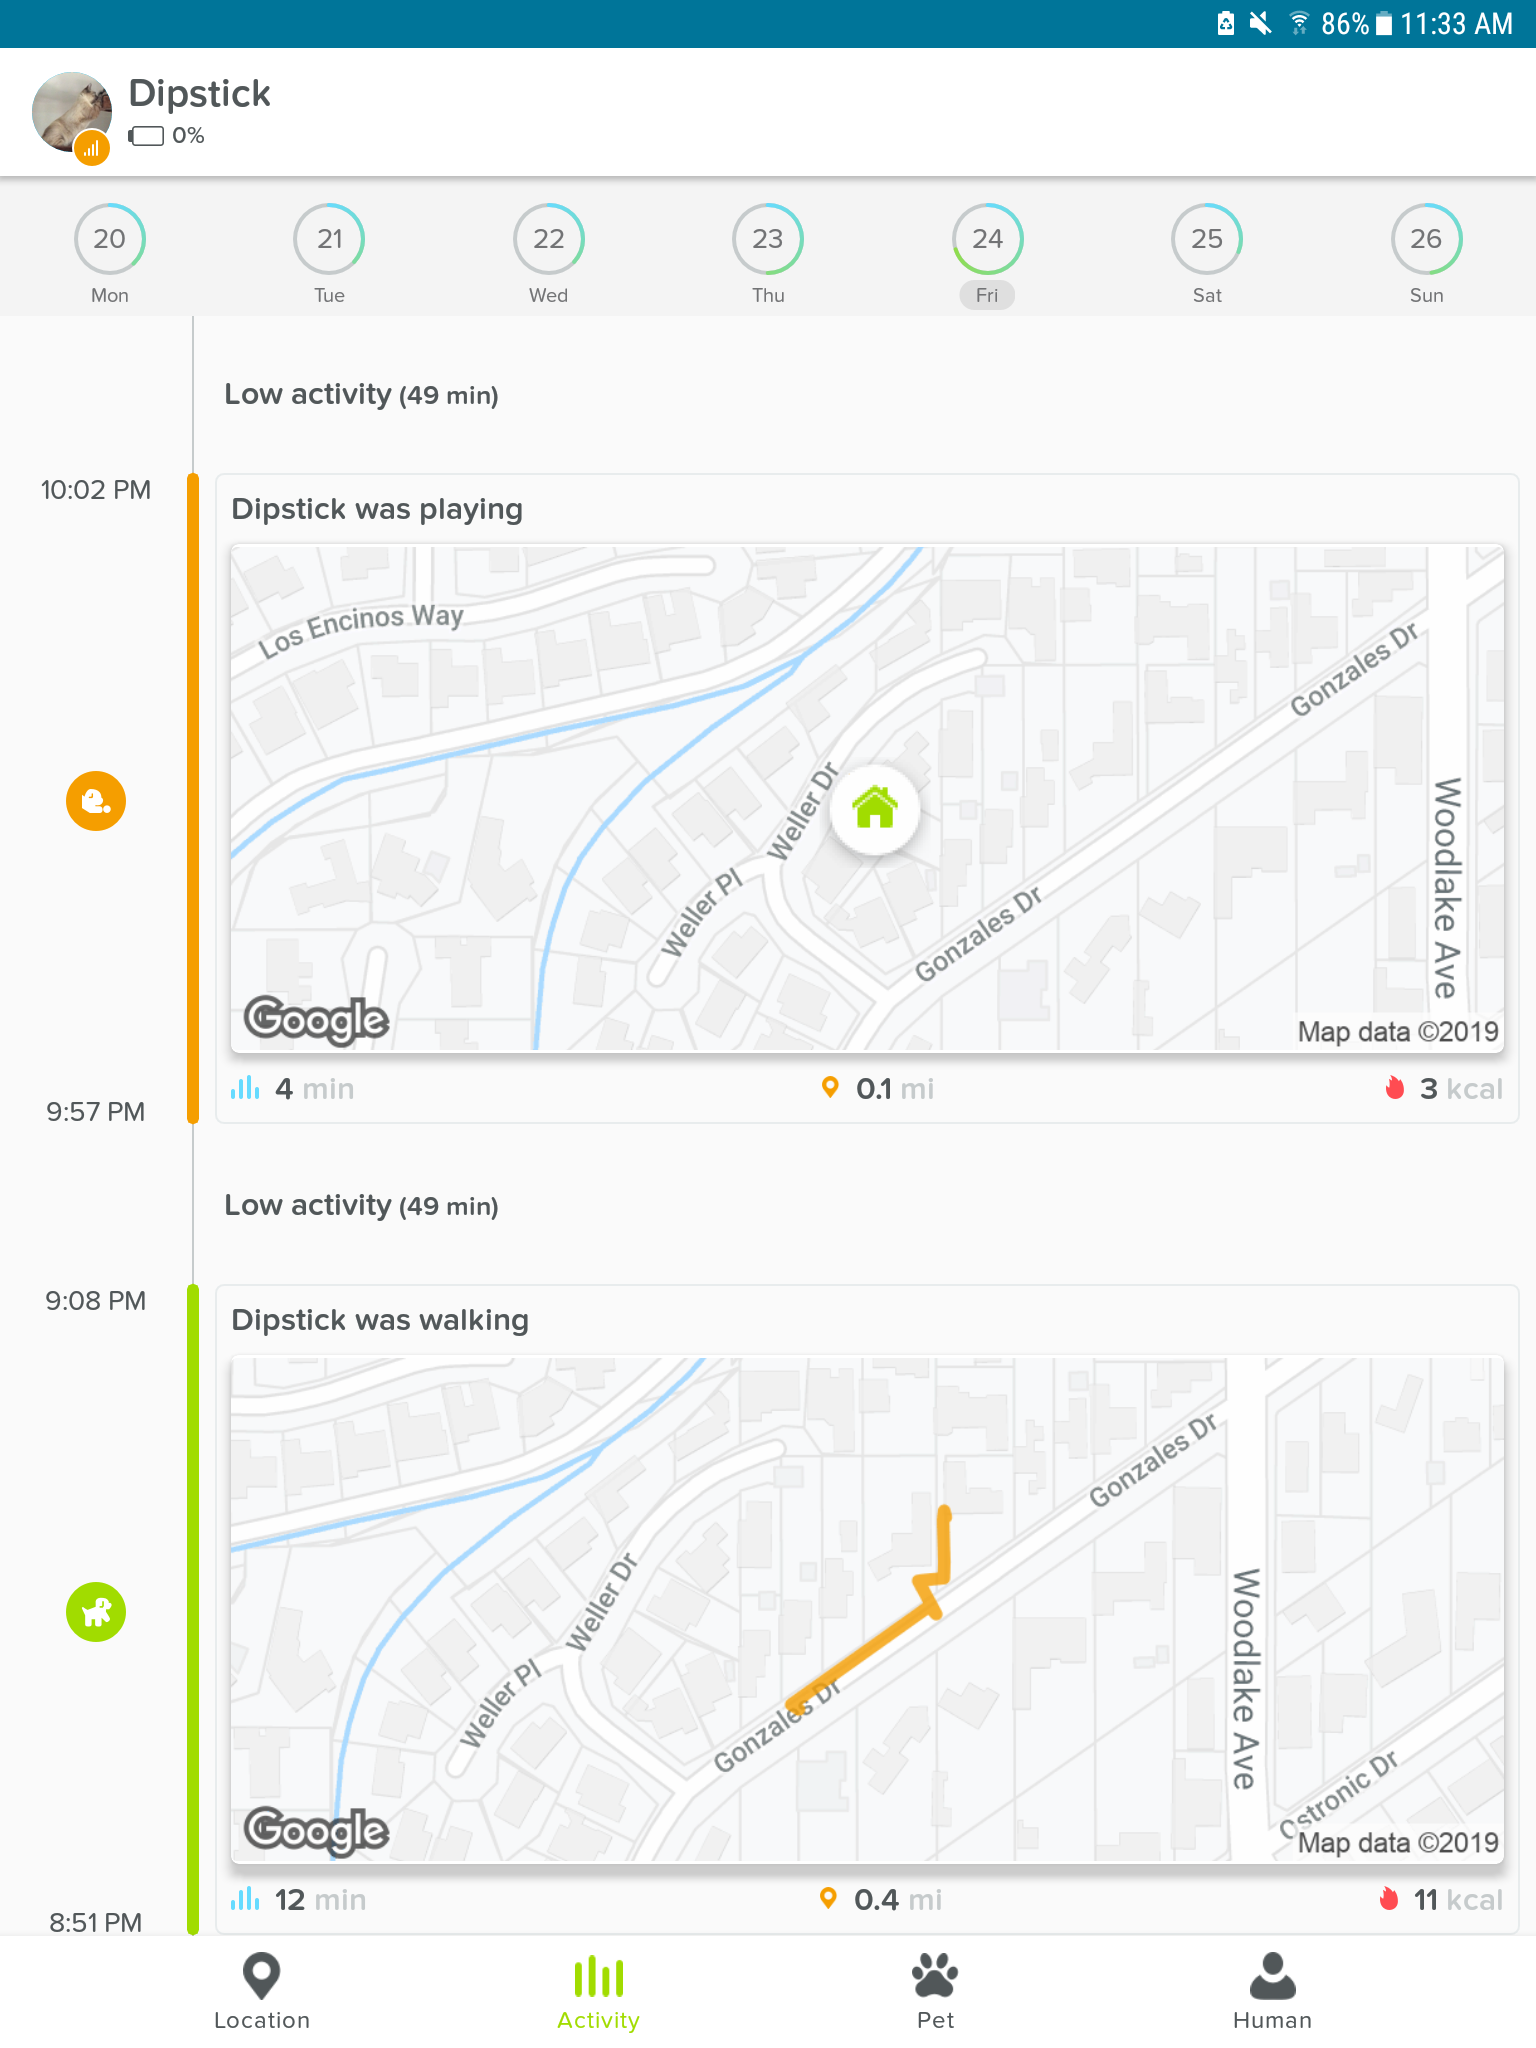 86% 11:33 AM
Dipstick
0%
20 21 22 23 24 25 26
Mon Tue Wed Thu Fri Sat Sun
Low activity (49 min)
10:02 PM
Dipstick was playing
Los Encinos Way
Gonzales Dr
Weller Dr
Woodlake Ave
Weller Pl
Gonzales Dr
Google
Map data ©2019
4 min 0.1 mi 3 kcal
9:57 PM
Low activity (49 min)
9:08 PM
Dipstick was walking
Gonzales Dr
Weller Dr
Woodlake Ave
Weller Pl
Gonzales Dr
Ostronic Dr
Google
Map data ©2019
12 min 0.4 mi 11 kcal
8:51 PM
Location Activity Pet Human